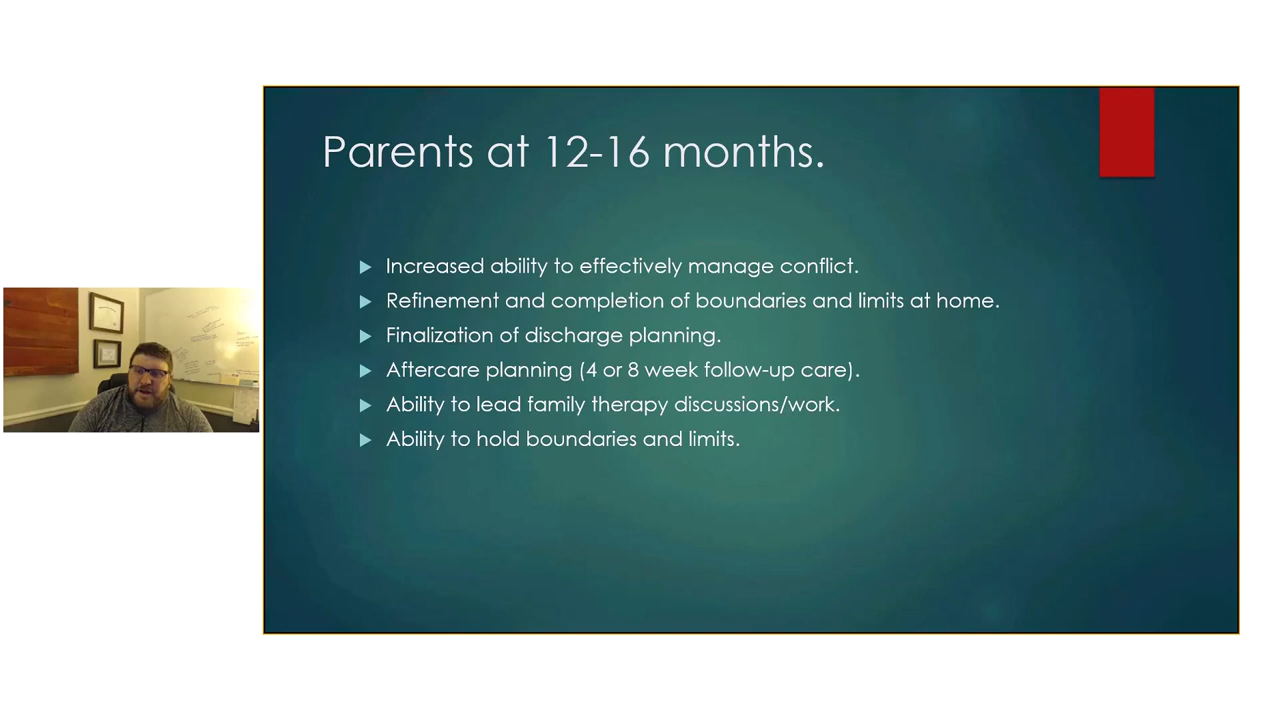 Parents at 12-16 months.
Increased ability to effectively manage conflict.
Refinement and completion of boundaries and limits at home.
Finalization of discharge planning.
Aftercare planning (4 or 8 week follow-up care).
Ability to lead family therapy discussions/work.
Ability to hold boundaries and limits.